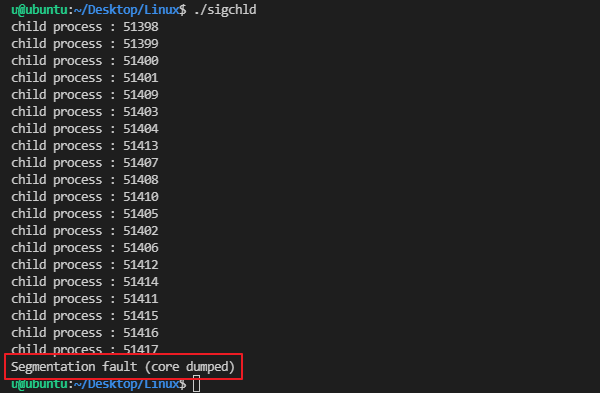 u@ubuntu:~/Desktop/Linux$ ./sigchld
child process : 51398
child process : 51399
child process : 51400
child process : 51401
child process : 51409
child process : 51403
child process : 51404
child process : 51413
child process : 51407
child process : 51408
child process : 51410
child process : 51405
child process : 51402
child process : 51406
child process : 51412
child process : 51414
child process : 51411
child process : 51415
child process : 51416
child process : 51417
Segmentation fault (core dumped)
u@ubuntu:~/Desktop/Linux$